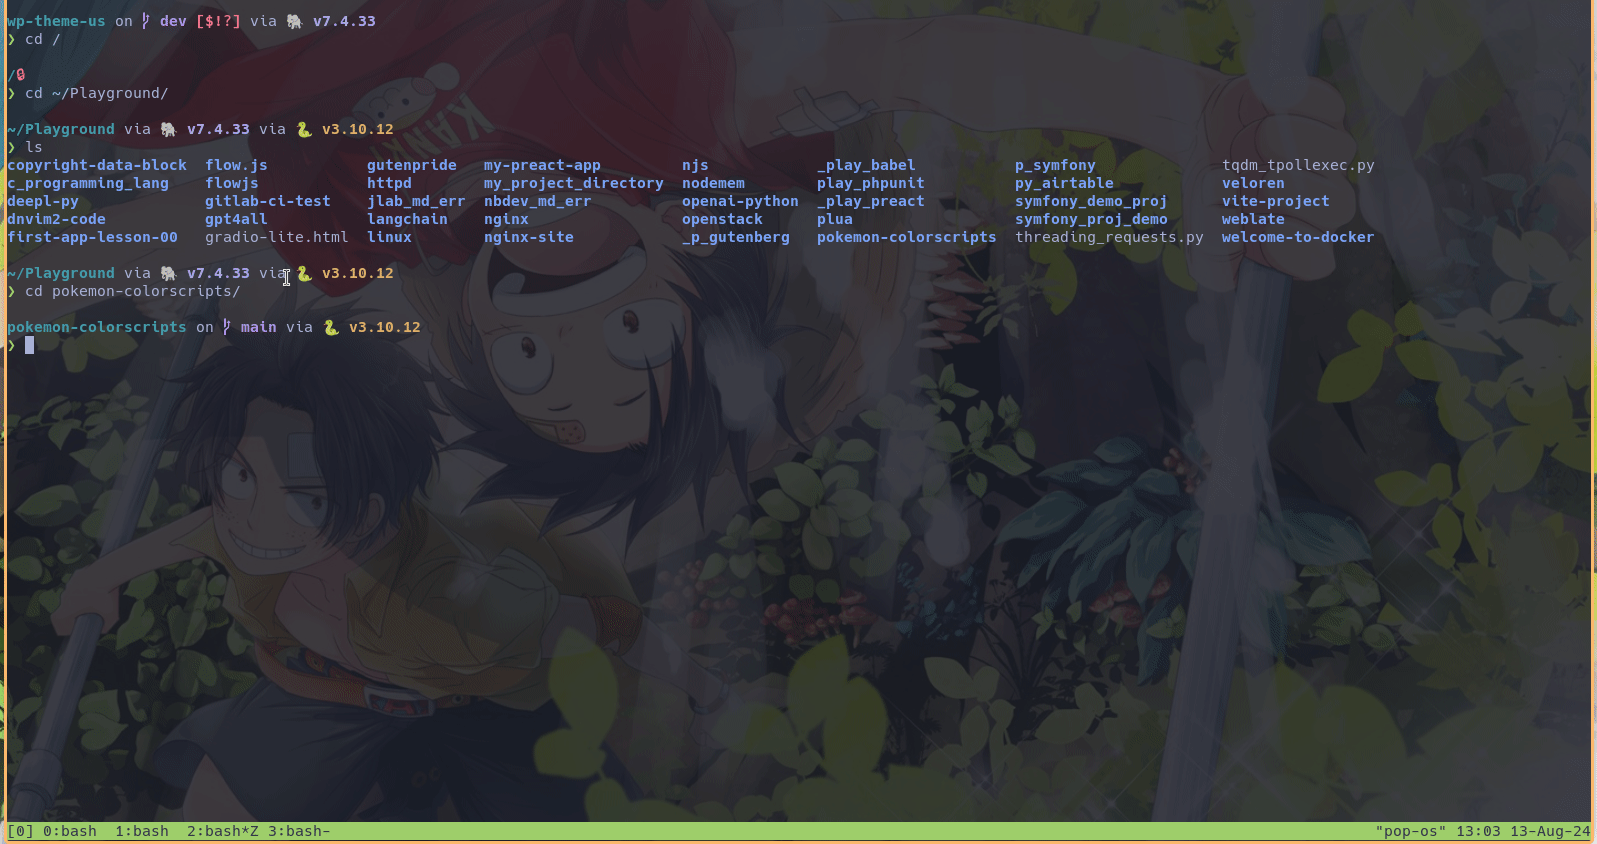 wp-theme-us on dev [$!?] via 🐘 v7.4.33
❯ cd /
/🔒
❯ cd ~/Playground/
~/Playground via 🐘 v7.4.33 via 🐍 v3.10.12
❯ ls
copyright-data-block flow.js gutenpride my-preact-app njs _play_babel p_symfony tqdm_tpollexec.py
c_programming_lang flowjs httpd my_project_directory nodemem play_phpunit py_airtable veloren
deepl-py gitlab-ci-test jlab_md_err nbdev_md_err openai-python _play_preact symfony_demo_proj vite-project
dnvim2-code gpt4all langchain nginx openstack plua symfony_proj_demo weblate
first-app-lesson-00 gradio-lite.html linux nginx-site _p_gutenberg pokemon-colorscripts threading_requests.py welcome-to-docker
~/Playground via 🐘 v7.4.33 via 🐍 v3.10.12
❯ cd pokemon-colorscripts/
pokemon-colorscripts on main via 🐍 v3.10.12
❯
[0] 0:bash 1:bash 2:bash*Z 3:bash- "pop-os" 13:03 13-Aug-24